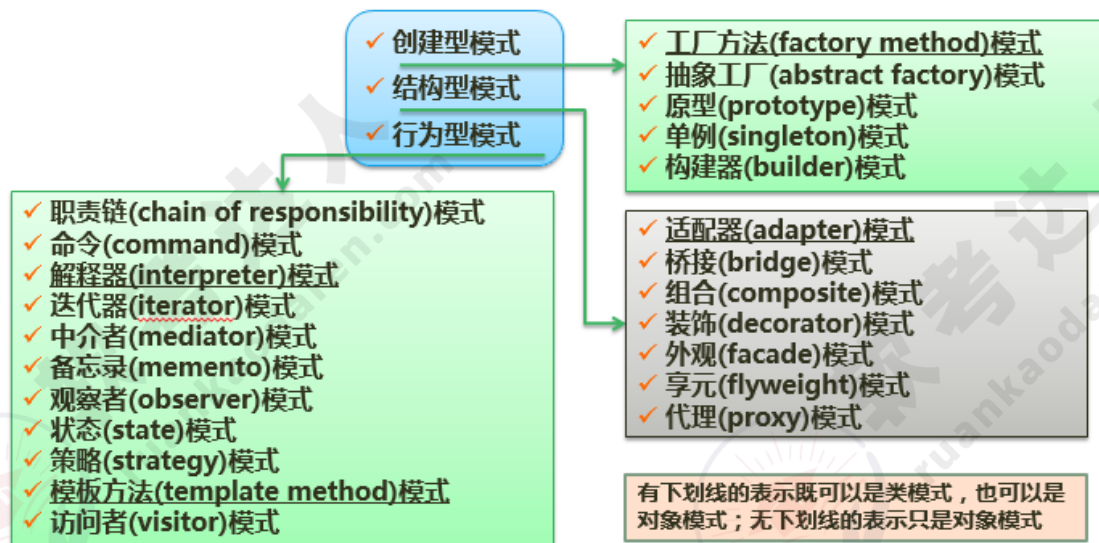 创建型模式
结构型模式
行为型模式
工厂方法(factory method)模式
抽象工厂(abstract factory)模式
原型(prototype)模式
单例(singleton)模式
构建器(builder)模式
职责链(chain of responsibility)模式
命令(command)模式
解释器(interpreter)模式
迭代器(iterator)模式
中介者(mediator)模式
备忘录(memento)模式
观察者(observer)模式
状态(state)模式
策略(strategy)模式
模板方法(template method)模式
访问者(visitor)模式
适配器(adapter)模式
桥接(bridge)模式
组合(composite)模式
装饰(decorator)模式
外观(facade)模式
享元(flyweight)模式
代理(proxy)模式
有下划线的表示既可以是类模式，也可以是
对象模式；无下划线的表示只是对象模式